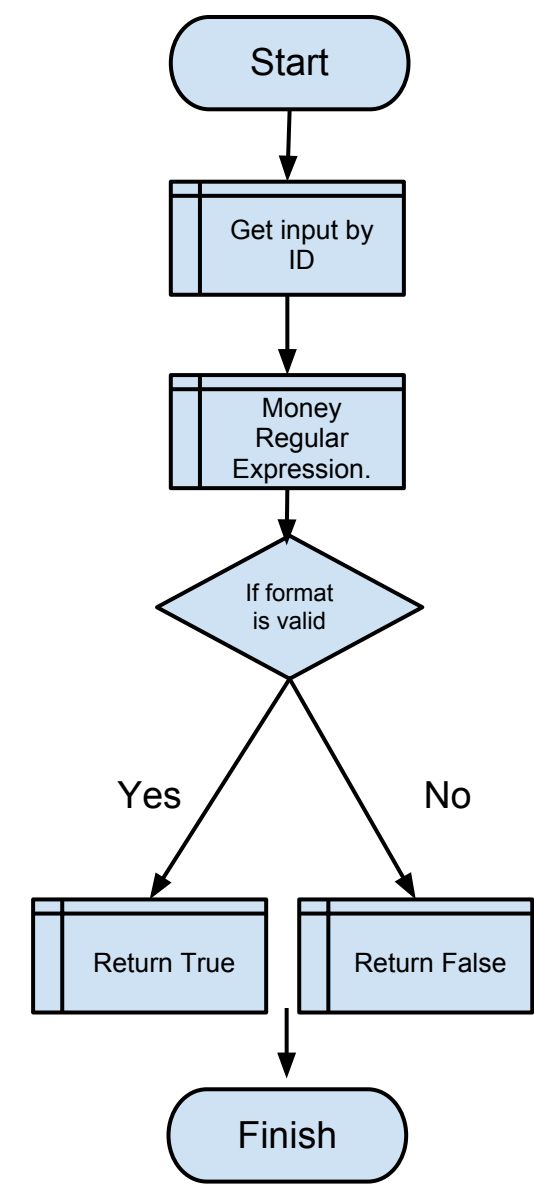 Start
Get input by
ID
Money
Regular
Expression.
If format
is valid
Yes
No
Return True
Return False
Finish